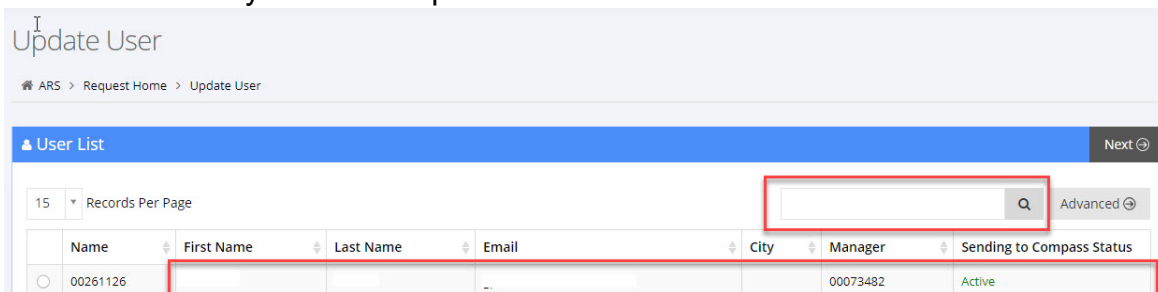 Update User
ARS > Request Home > Update User
User List Next
15 Records Per Page Advanced
Name First Name Last Name Email City Manager Sending to Compass Status
00261126 00073482 Active